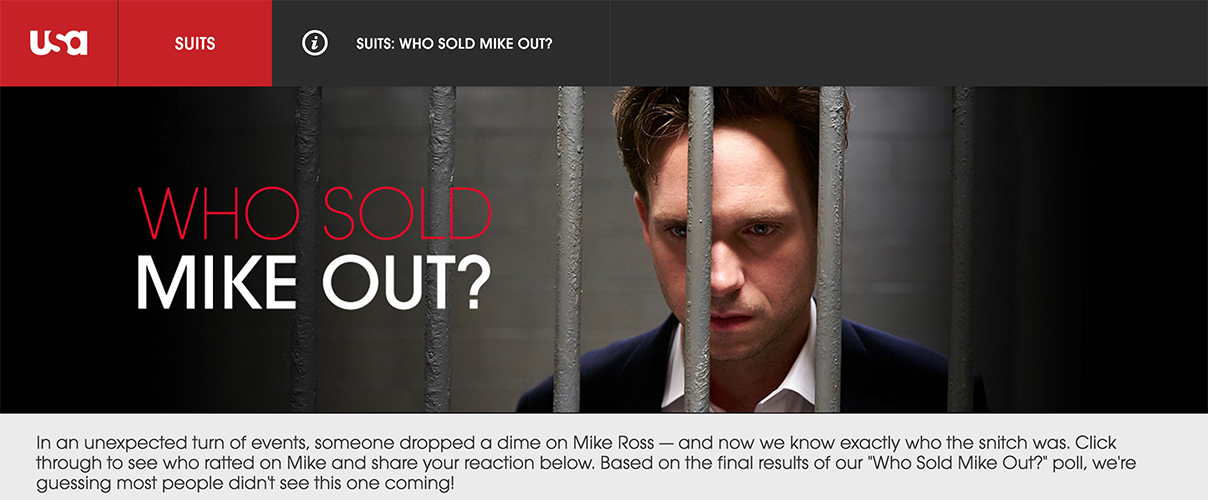 usa
SUITS
SUITS: WHO SOLD MIKE OUT?
WHO SOLD
MIKE OUT?
In an unexpected turn of events, someone dropped a dime on Mike Ross — and now we know exactly who the snitch was. Click
through to see who ratted on Mike and share your reaction below. Based on the final results of our "Who Sold Mike Out?" poll, we're
guessing most people didn't see this one coming!